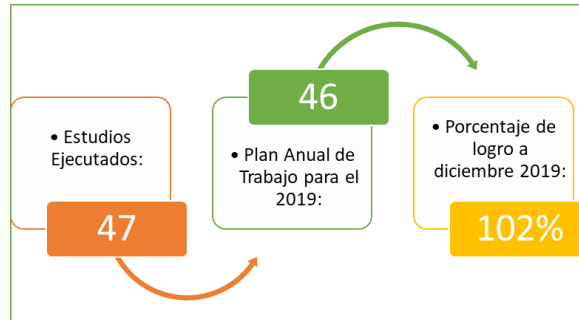 • Estudios
Ejecutados:
47
46
• Plan Anual de
Trabajo para el
2019:
• Porcentaje de
logro a
diciembre 2019:
102%